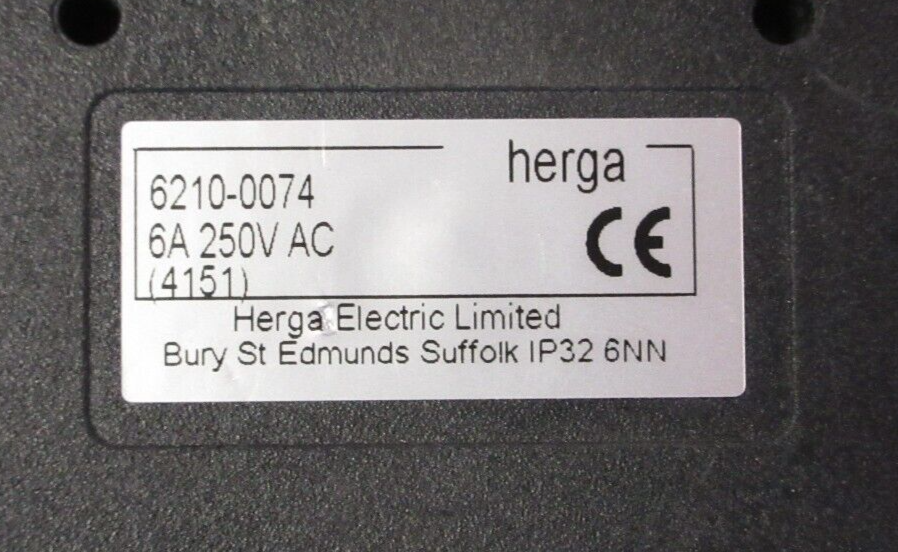 herga
6210-0074
6A 250V AC
(4151)
CE
Herga Electric Limited
Bury St Edmunds Suffolk IP32 6NN